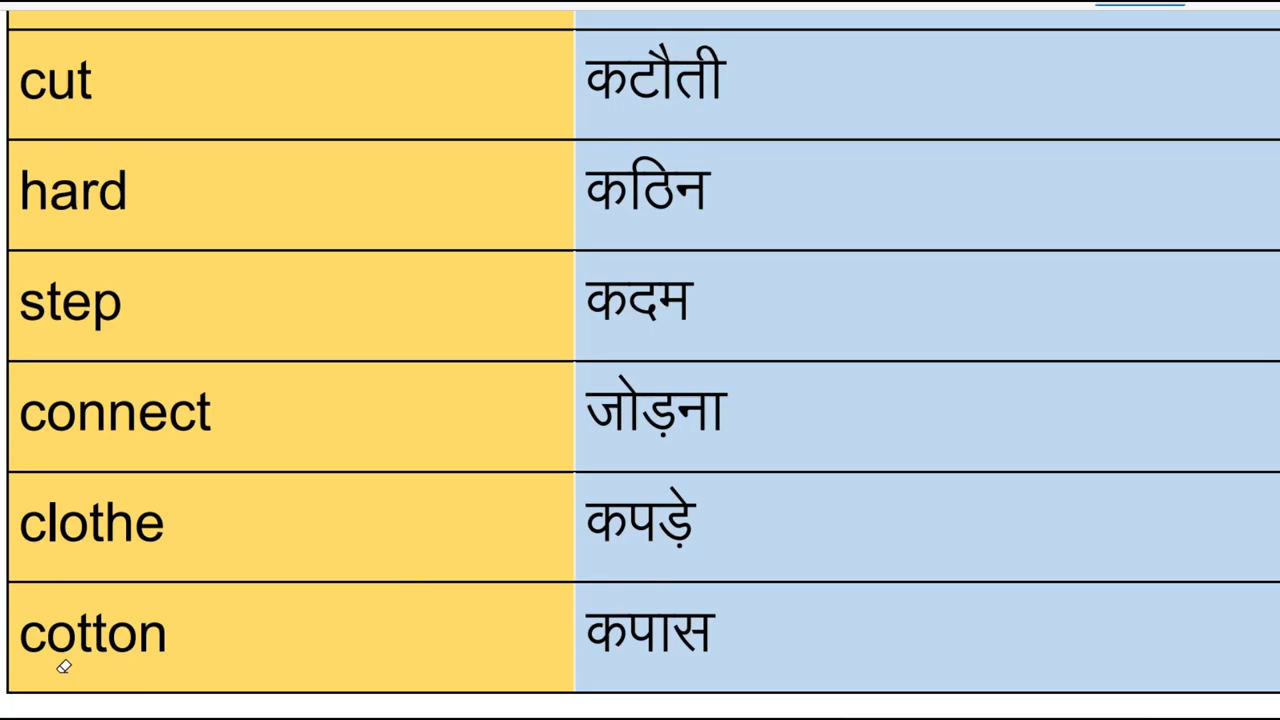 cut कटौती
hard कठिन
step कदम
connect जोड़ना
clothe कपड़े
cotton कपास